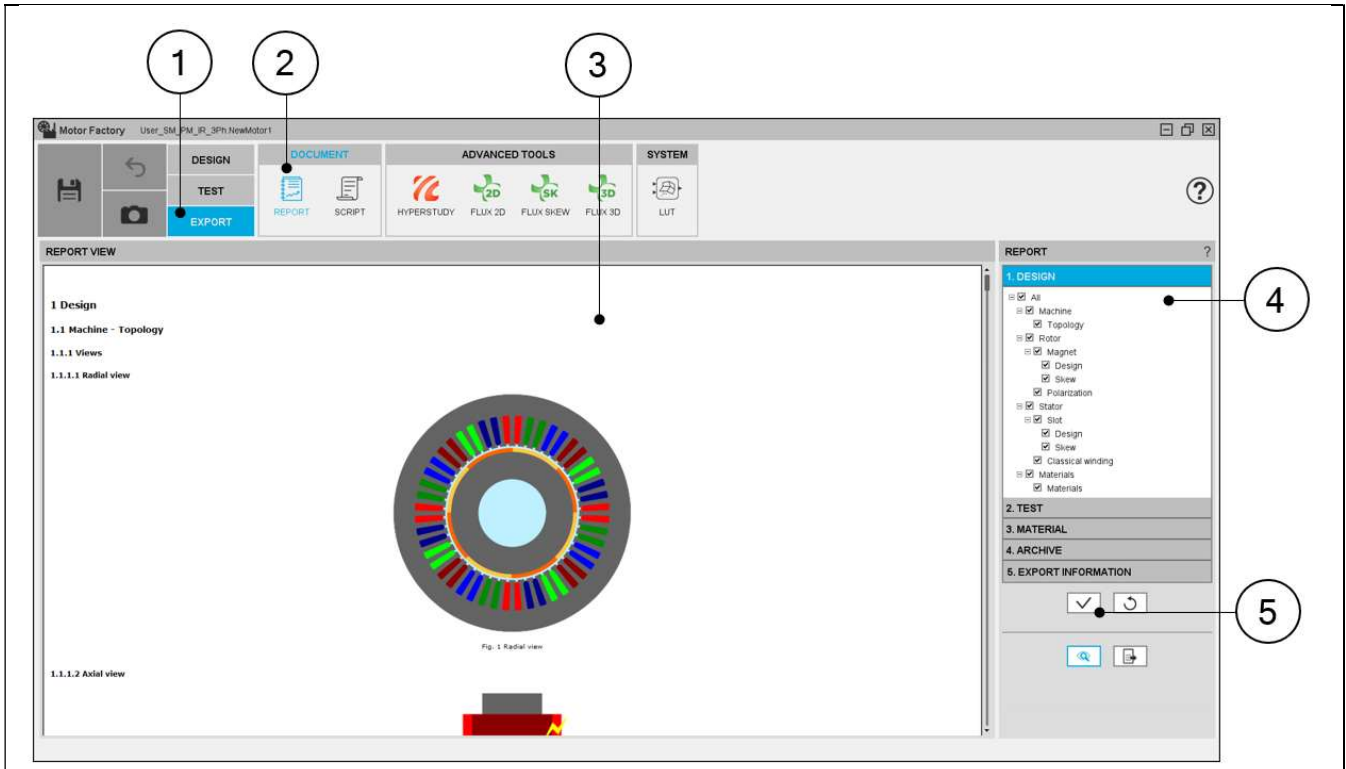 1 2 3
Motor Factory User_SM_PM_IR_3Ph.NewMotor1
DESIGN DOCUMENT ADVANCED TOOLS SYSTEM
TEST
EXPORT REPORT SCRIPT HYPERSTUDY FLUX 2D FLUX SKEW FLUX 3D LUT
2D SK 3D
?
REPORT VIEW
REPORT ?
1 Design
1.1 Machine - Topology
1.1.1 Views
1.1.1.1 Radial view
Fig. 1 Radial view
1.1.1.2 Axial view
1. DESIGN
All
Machine
Topology
Rotor
Magnet
Design
Skew
Polarization
Stator
Slot
Design
Skew
Classical winding
Materials
Materials
2. TEST
3. MATERIAL
4. ARCHIVE
5. EXPORT INFORMATION
4
5